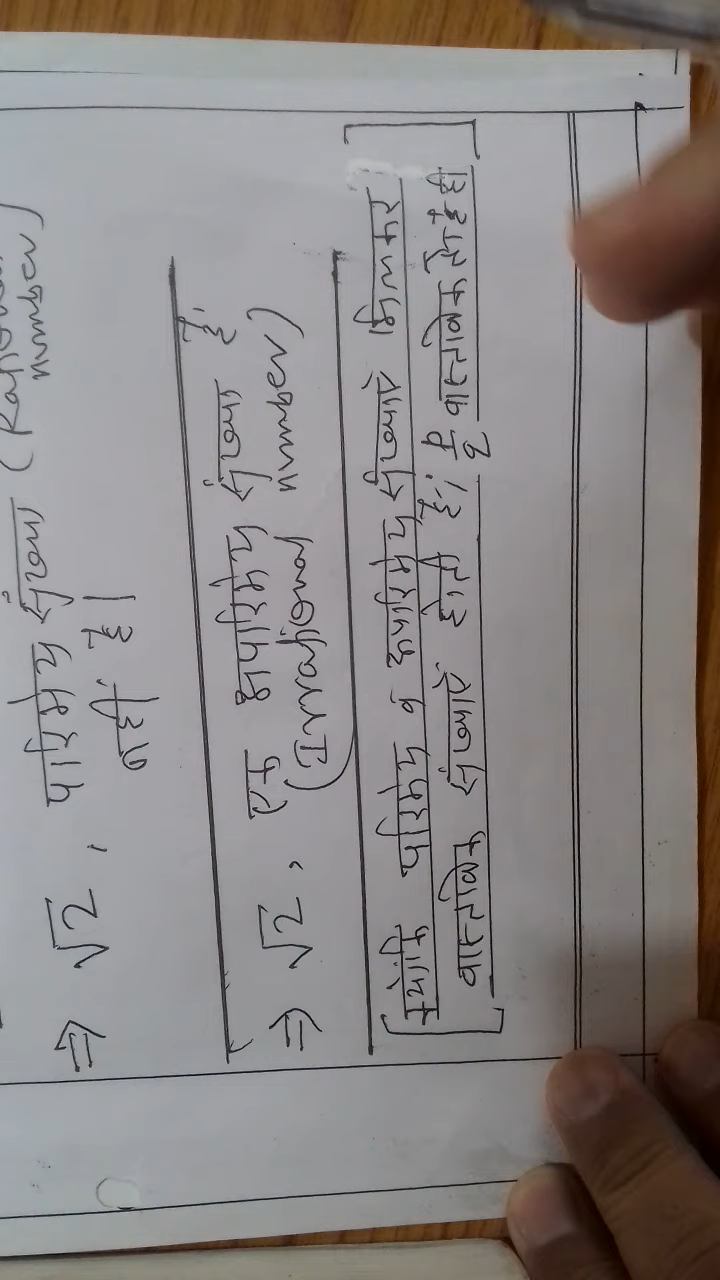 (Rational
⇒ √2 , परिमेय संख्या number)
नहीं है।
⇒ √2 , एक अपरिमेय संख्या है;
(Irrational number)
[क्योंकि परिमेय व अपरिमेय संख्याएँ मिलकर
वास्तविक संख्याएँ होती हैं; p/q वास्तविक तो है ही]